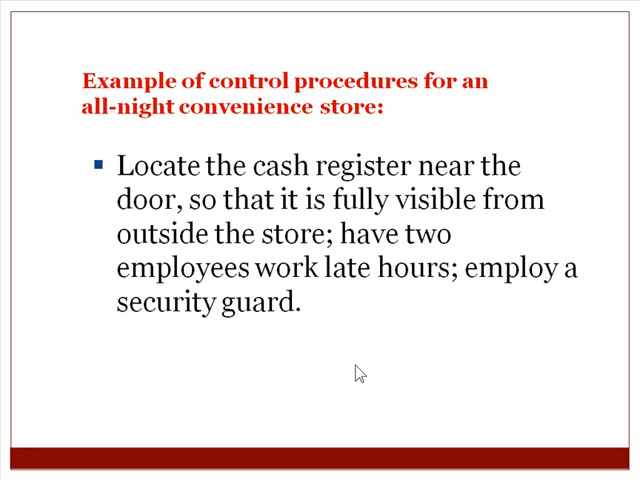 Example of control procedures for an
all-night convenience store:
Locate the cash register near the
door, so that it is fully visible from
outside the store; have two
employees work late hours; employ a
security guard.